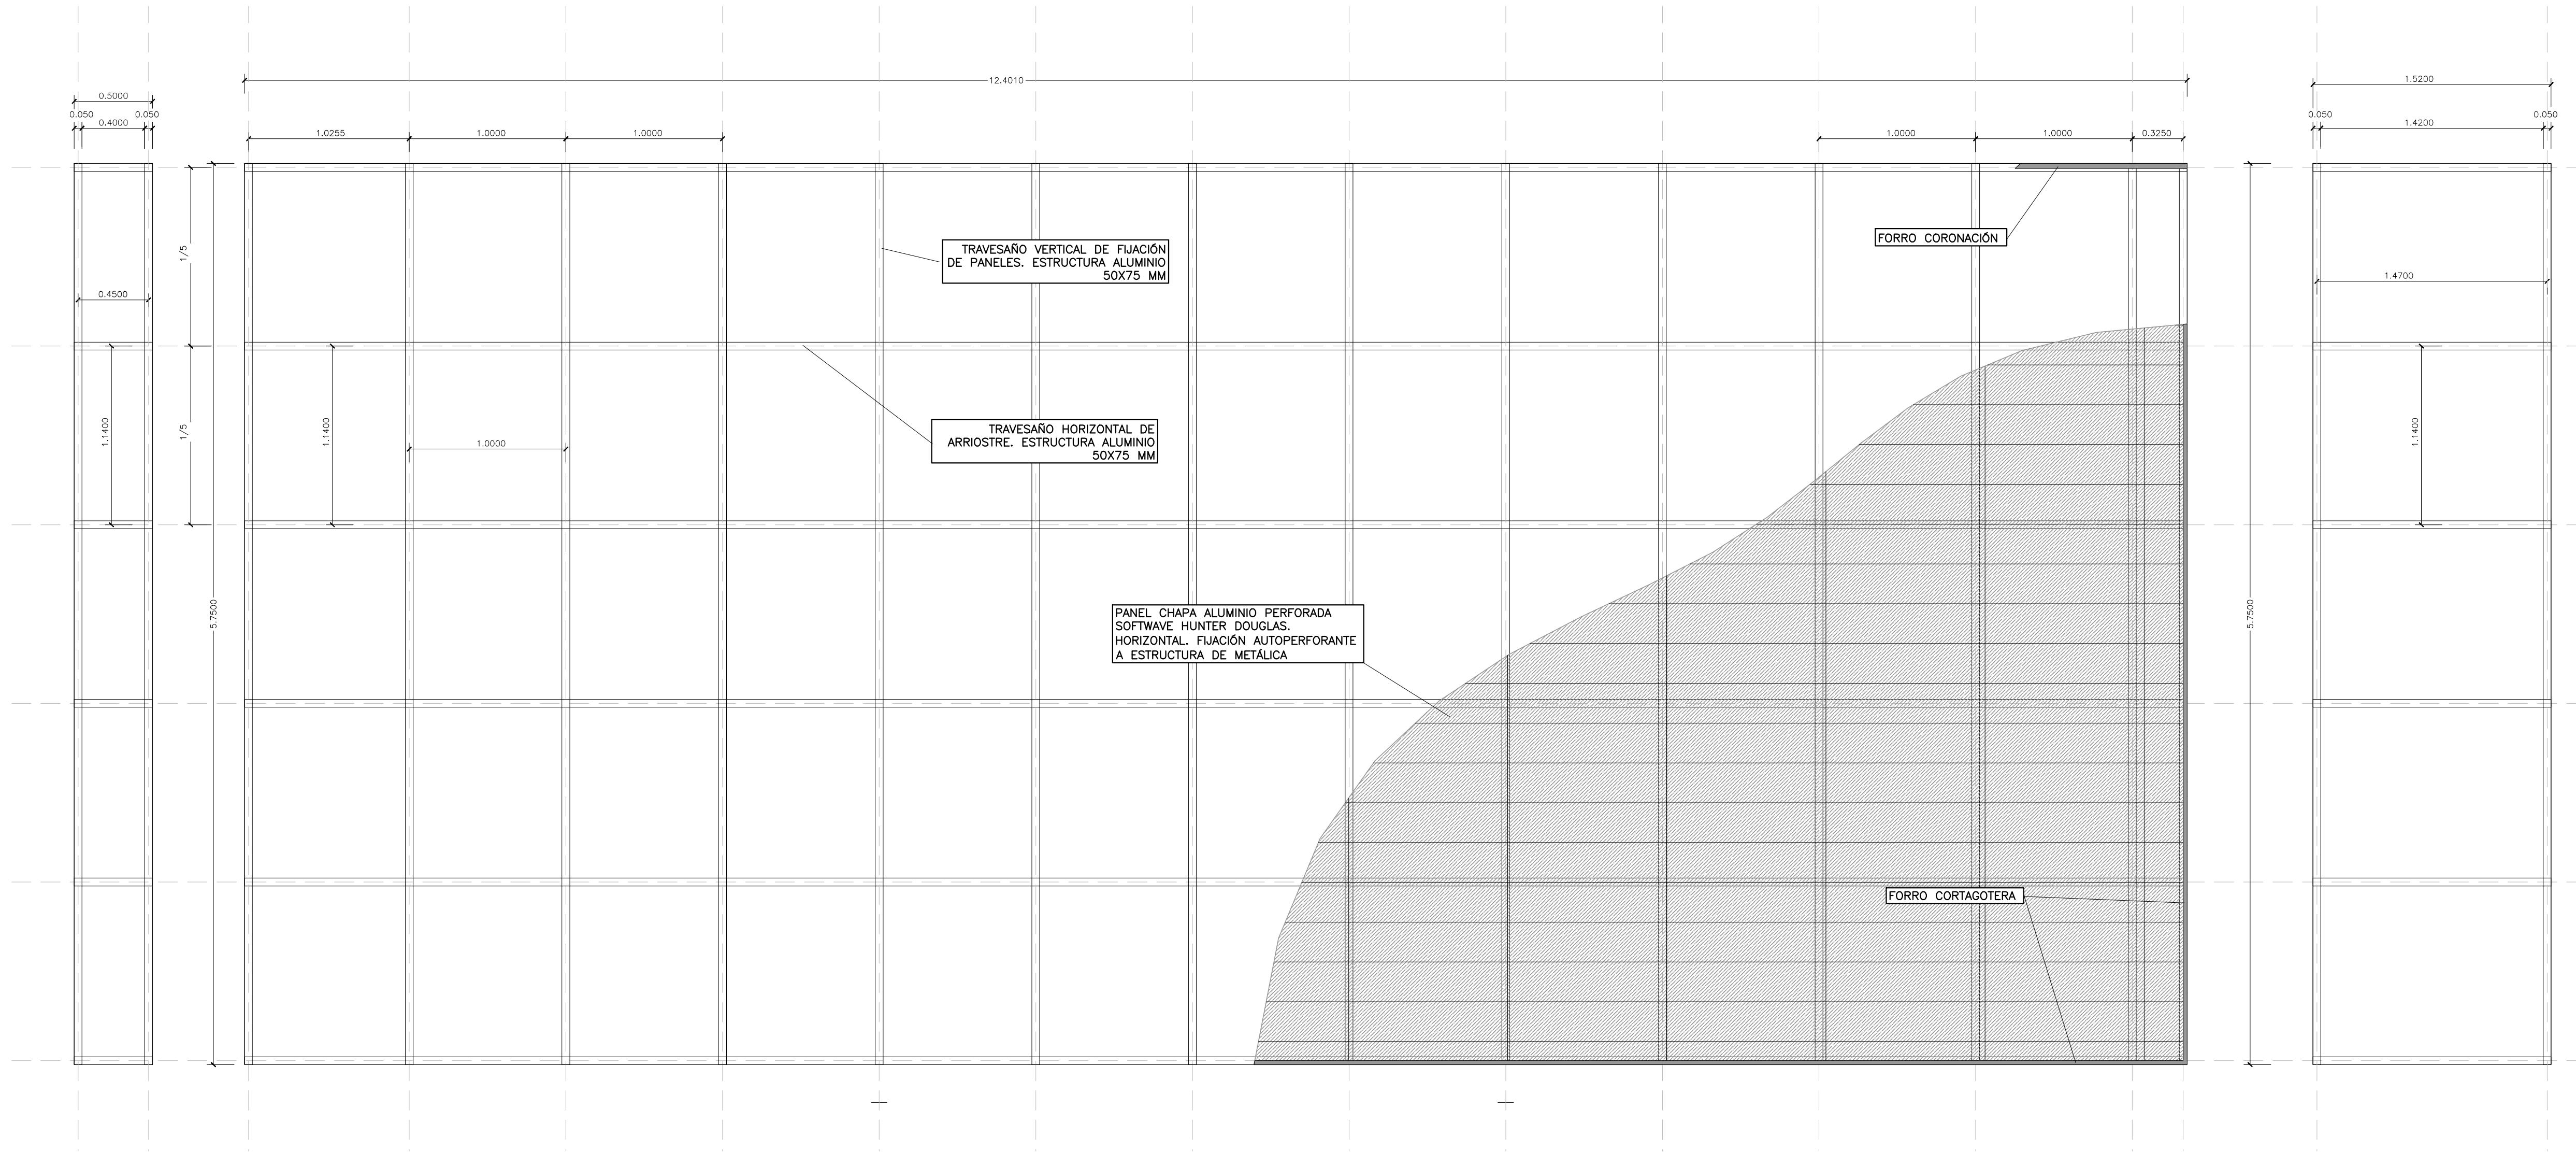 12.4010
1.5200
0.5000
0.050
0.050
0.4000
0.050
0.050
1.4200
1.0255
1.0000
1.0000
1.0000
1.0000
0.3250
TRAVESAÑO VERTICAL DE FIJACIÓN
DE PANELES. ESTRUCTURA ALUMINIO
50X75 MM
FORRO CORONACIÓN
1/5
0.4500
1.4700
TRAVESAÑO HORIZONTAL DE
ARRIOSTRE. ESTRUCTURA ALUMINIO
50X75 MM
1.1400
1/5
1.1400
1.0000
1.1400
5.7500
PANEL CHAPA ALUMINIO PERFORADA
SOFTWAVE HUNTER DOUGLAS.
HORIZONTAL. FIJACIÓN AUTOPERFORANTE
A ESTRUCTURA DE METÁLICA
5.7500
FORRO CORTAGOTERA